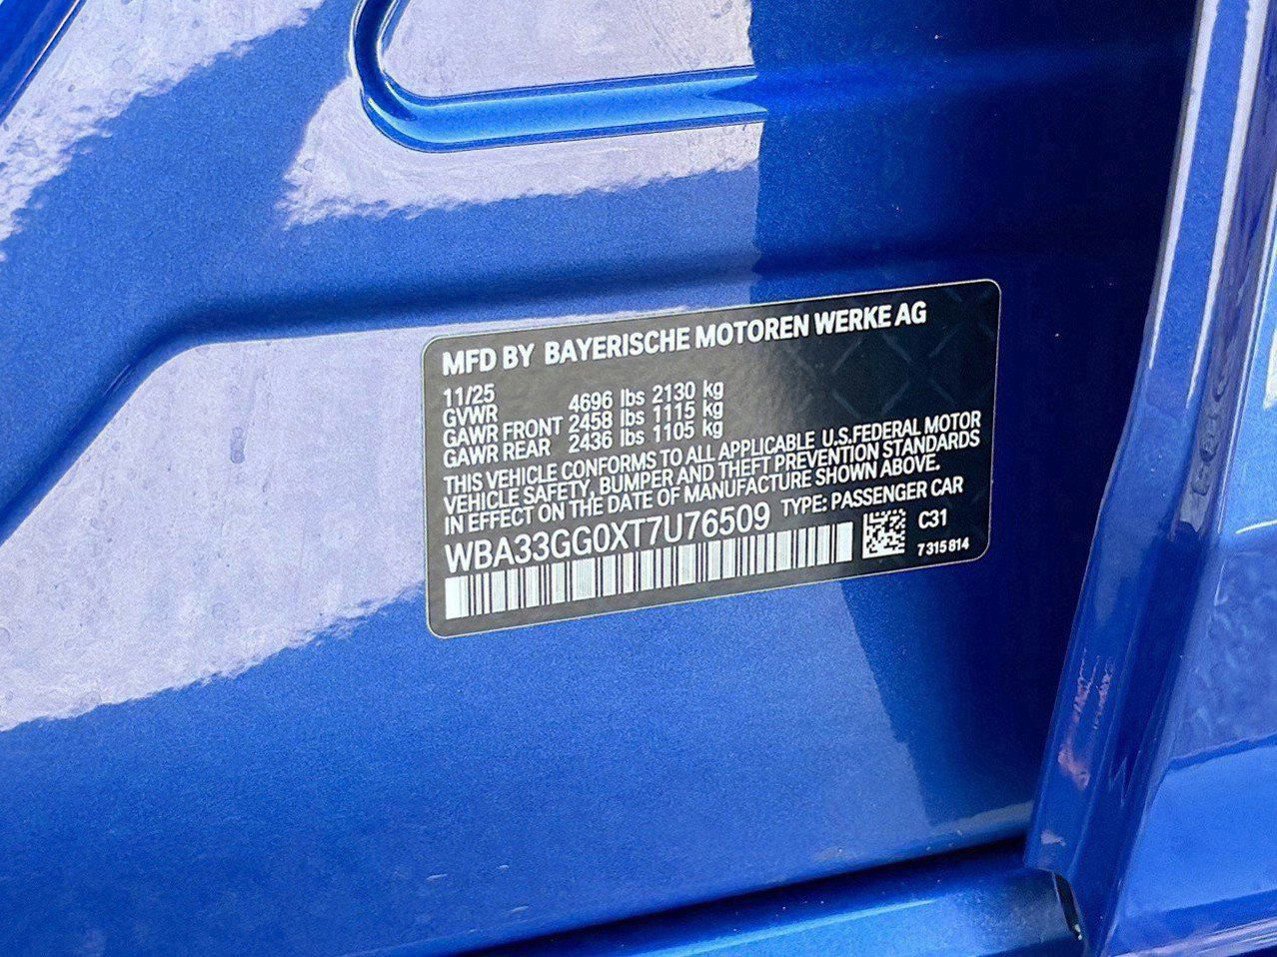 MFD BY BAYERISCHE MOTOREN WERKE AG
11/25
GVWR 4696 lbs 2130 kg
GAWR FRONT 2458 lbs 1115 kg
GAWR REAR 2436 lbs 1105 kg
THIS VEHICLE CONFORMS TO ALL APPLICABLE U.S.FEDERAL MOTOR
VEHICLE SAFETY, BUMPER AND THEFT PREVENTION STANDARDS
IN EFFECT ON THE DATE OF MANUFACTURE SHOWN ABOVE.
WBA33GG0XT7U76509 TYPE: PASSENGER CAR
C31
7 315 814